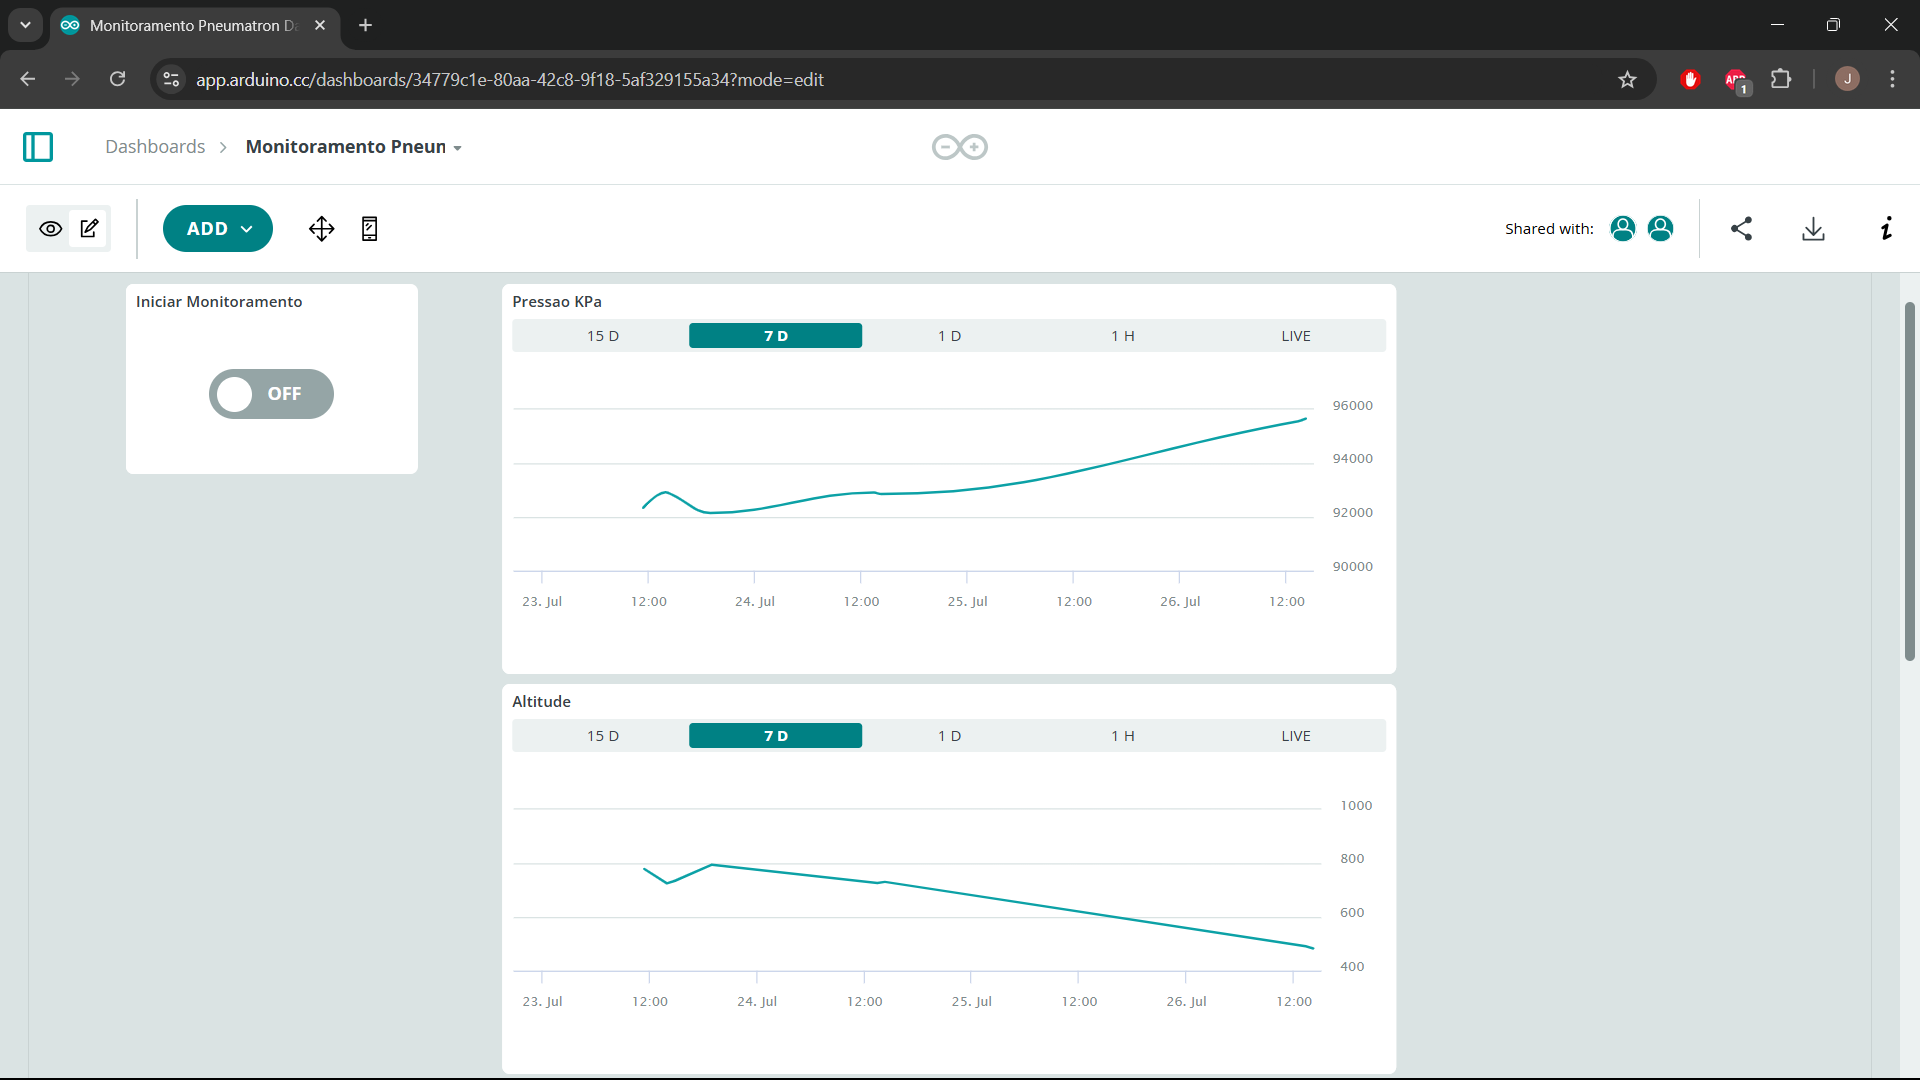 Monitoramento Pneumatron Da
app.arduino.cc/dashboards/34779c1e-80aa-42c8-9f18-5af329155a34?mode=edit
ABP
1
J
Dashboards
Monitoramento Pneun
ADD
Shared with:
i
Iniciar Monitoramento
OFF
Pressao KPa
15 D 7 D 1 D 1 H LIVE
96000
94000
92000
90000
23. Jul 12:00 24. Jul 12:00 25. Jul 12:00 26. Jul 12:00
Altitude
15 D 7 D 1 D 1 H LIVE
1000
800
600
400
23. Jul 12:00 24. Jul 12:00 25. Jul 12:00 26. Jul 12:00